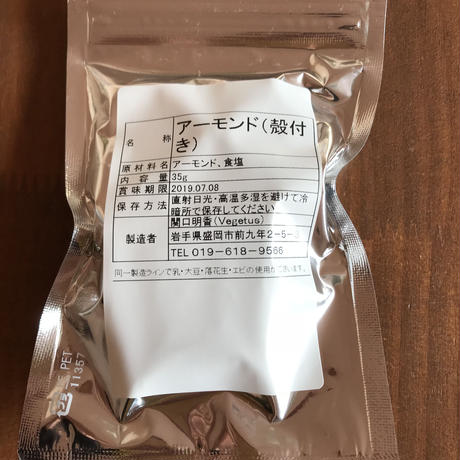 名称 アーモンド(殻付
き)
原材料名 アーモンド、食塩
内容量 35g
賞味期限 2019.07.08
保存方法 直射日光・高温多湿を避けて冷
暗所で保存してください
製造者 関口明香(Vegetus)
岩手県盛岡市前九年2-5-3
TEL 019-618-9566
同一製造ラインで乳・大豆・落花生・エビの使用がございます。
PET
11357